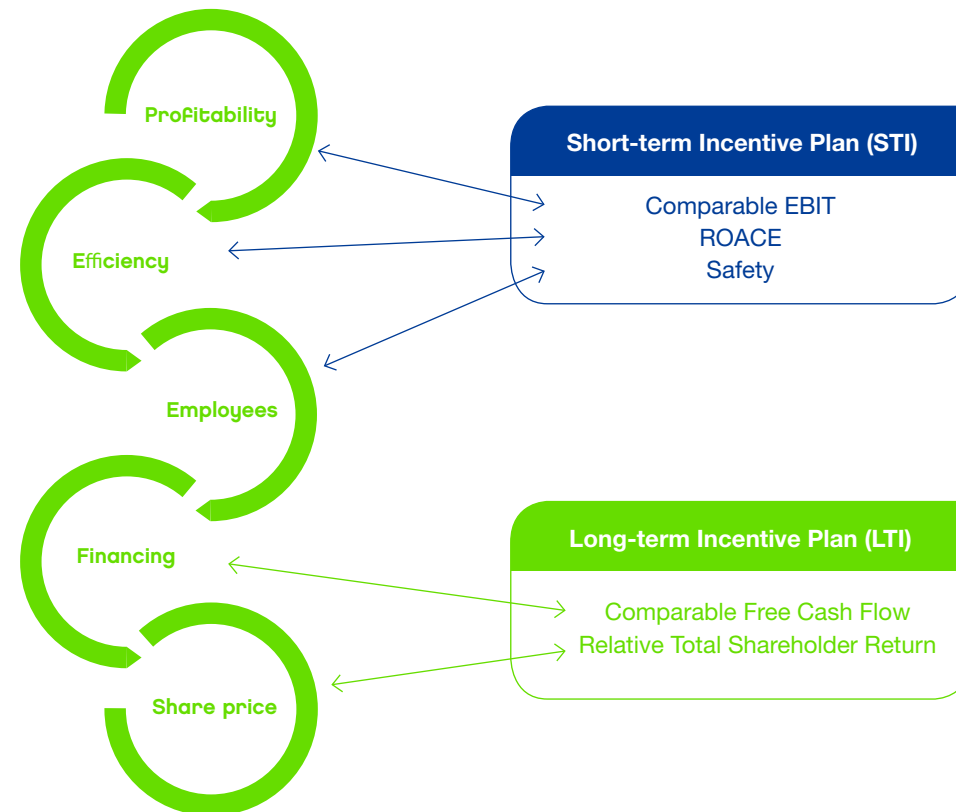 Profitability
Efficiency
Employees
Financing
Share price
Short-term Incentive Plan (STI)
Comparable EBIT
ROACE
Safety
Long-term Incentive Plan (LTI)
Comparable Free Cash Flow
Relative Total Shareholder Return